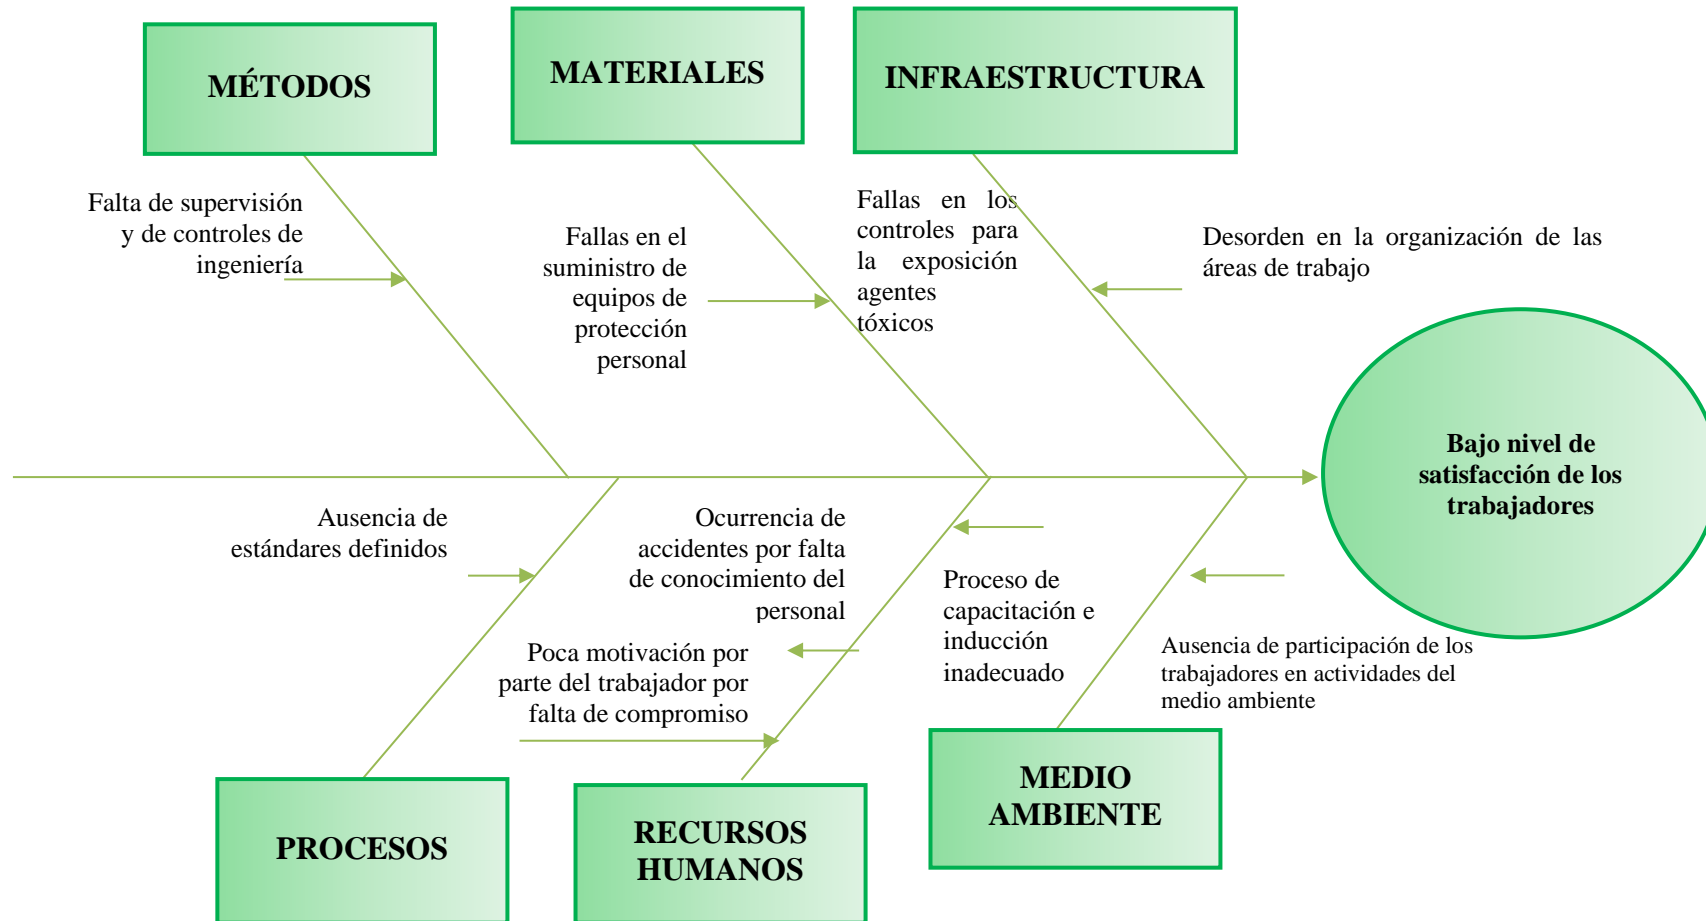 MÉTODOS
MATERIALES
INFRAESTRUCTURA
Falta de supervisión
y de controles de
ingeniería
Fallas en el
suministro de
equipos de
protección
personal
Fallas en los
controles para
la exposición
agentes
tóxicos
Desorden en la organización de las
áreas de trabajo
Bajo nivel de
satisfacción de los
trabajadores
Ausencia de
estándares definidos
Ocurrencia de
accidentes por falta
de conocimiento del
personal
Poca motivación por
parte del trabajador por
falta de compromiso
Proceso de
capacitación e
inducción
inadecuado
Ausencia de participación de los
trabajadores en actividades del
medio ambiente
PROCESOS
RECURSOS
HUMANOS
MEDIO
AMBIENTE